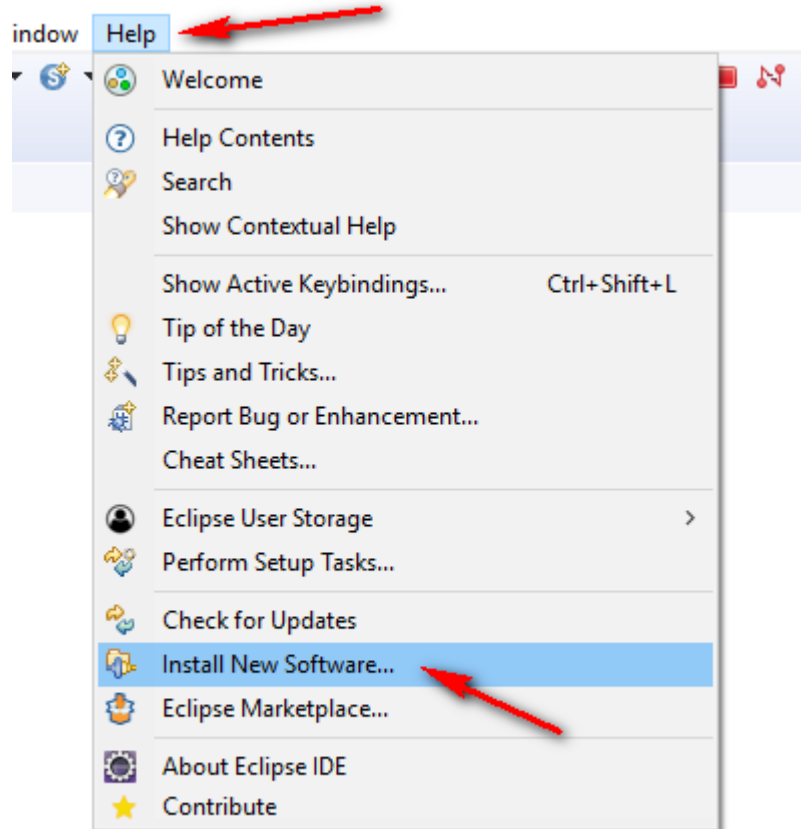 indow Help
Welcome
Help Contents
Search
Show Contextual Help
Show Active Keybindings... Ctrl+Shift+L
Tip of the Day
Tips and Tricks...
Report Bug or Enhancement...
Cheat Sheets...
Eclipse User Storage
Perform Setup Tasks...
Check for Updates
Install New Software...
Eclipse Marketplace...
About Eclipse IDE
Contribute